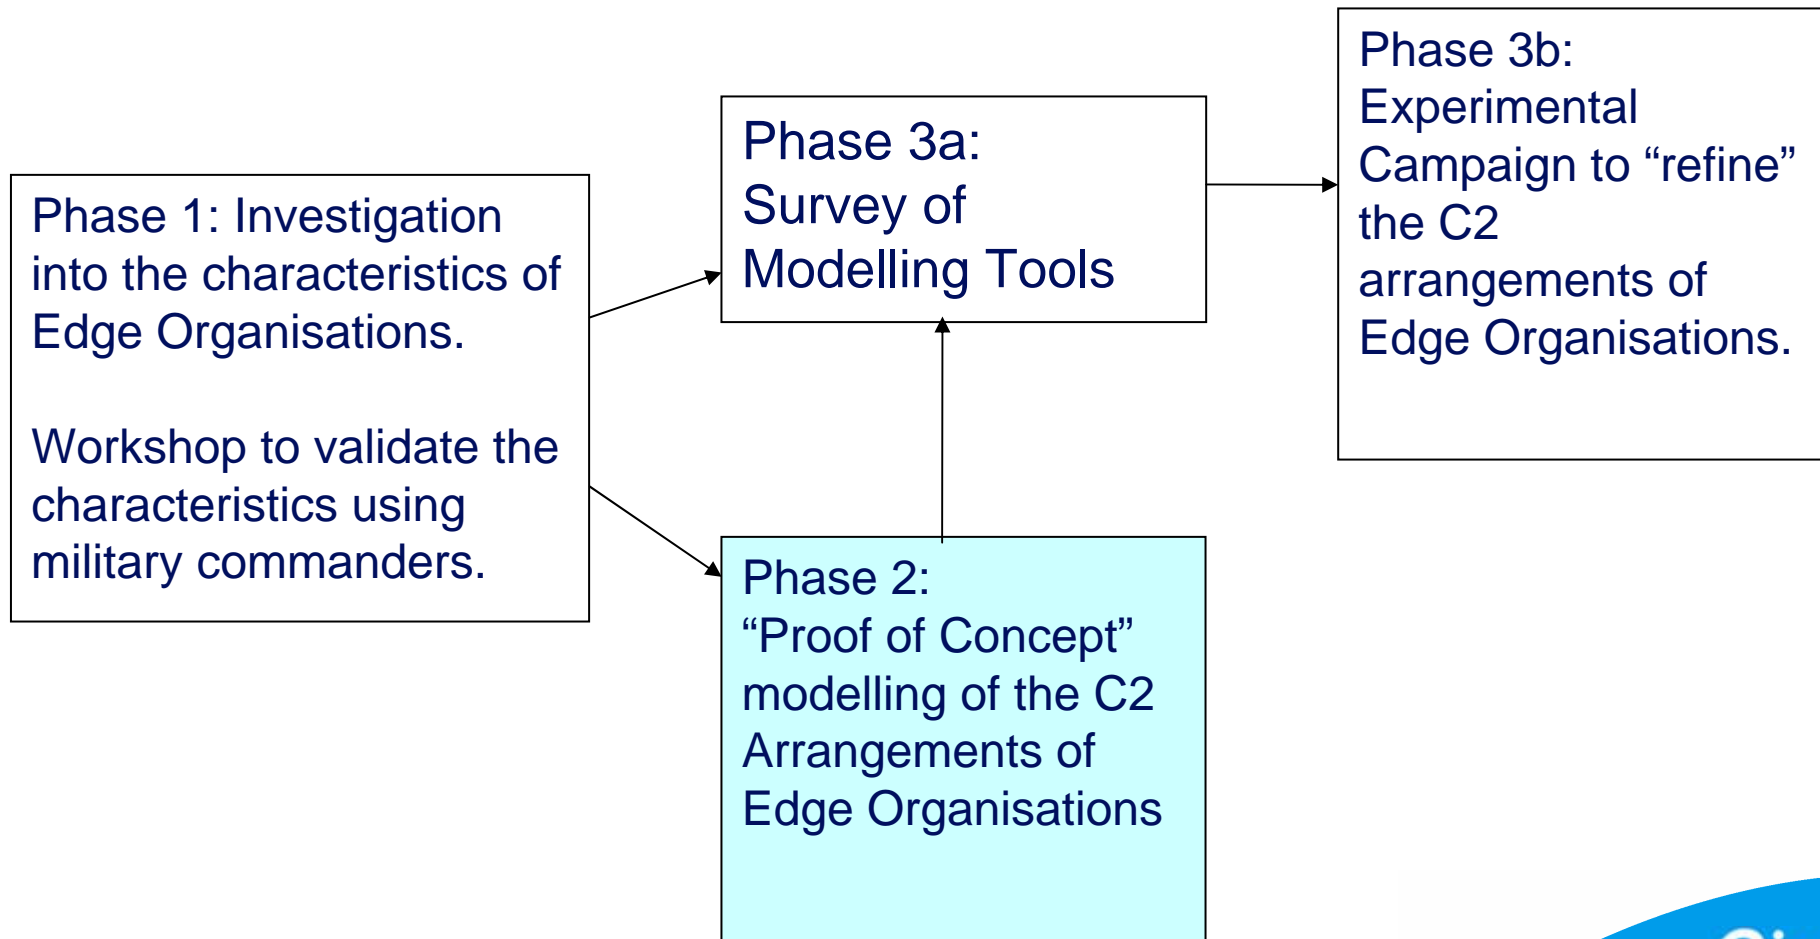 Phase 1: Investigation
into the characteristics of
Edge Organisations.
Workshop to validate the
characteristics using
military commanders.
Phase 3a:
Survey of
Modelling Tools
Phase 2:
“Proof of Concept”
modelling of the C2
Arrangements of
Edge Organisations
Phase 3b:
Experimental
Campaign to “refine”
the C2
arrangements of
Edge Organisations.